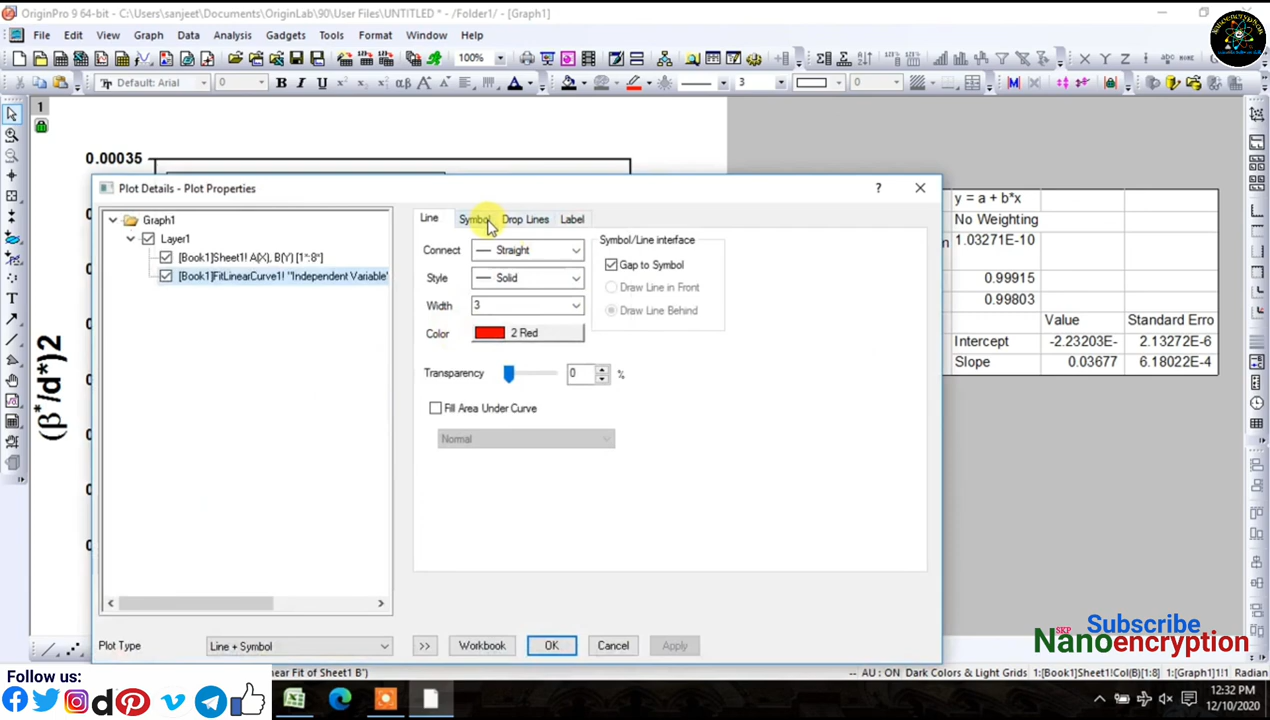 OriginPro 9 64-bit - C:\Users\sanjeet\Documents\OriginLab\90\User Files\UNTITLED * - /Folder1/ - [Graph1]
File Edit View Graph Data Analysis Gadgets Tools Format Window Help
100%
Default: Arial 0 B I U αβ A 3 0
1
0.00035
(β*/d*)2
Plot Details - Plot Properties
Graph1
Layer1
[Book1]Sheet1! A(X), B(Y) [1*:8*]
[Book1]FitLinearCurve1! "Independent Variable"
Line Symbol Drop Lines Label
Connect Straight
Style Solid
Width 3
Color 2 Red
Transparency 0 %
Fill Area Under Curve
Normal
Symbol/Line interface
Gap to Symbol
Draw Line in Front
Draw Line Behind
Plot Type Line + Symbol >> Workbook OK Cancel Apply
y = a + b*x
No Weighting
1.03271E-10
0.99915
0.99803
Value Standard Erro
Intercept -2.23203E- 2.13272E-6
Slope 0.03677 6.18022E-4
Subscribe
SKP Nanoencryption
Follow us:
near Fit of Sheet1 B"
AU : ON Dark Colors & Light Grids 1:[Book1]Sheet1!Col(B)[1:8] 1:[Graph1]1!1 Radian
12:32 PM
12/10/2020